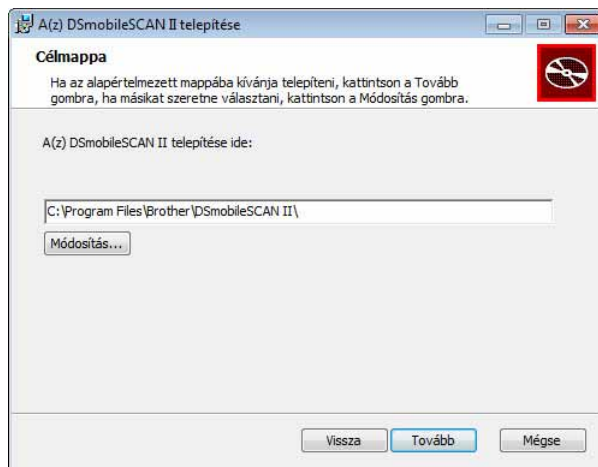 A(z) DSmobileSCAN II telepítése
Célmappa
Ha az alapértelmezett mappába kívánja telepíteni, kattintson a Tovább
gombra, ha másikat szeretne választani, kattintson a Módosítás gombra.
A(z) DSmobileSCAN II telepítése ide:
C:\Program Files\Brother\DSmobileSCAN II\
Módosítás...
Vissza
Tovább
Mégse